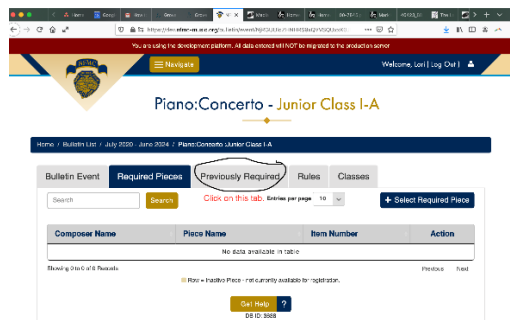 You are using the development platform. All data entered will NOT be migrated to the production server
NFMC
Navigate
Welcome, Lori | Log Out |
Piano:Concerto - Junior Class I-A
Home / Bulletin List / July 2020 - June 2024 / Piano:Concerto :Junior Class I-A
Bulletin Event Required Pieces Previously Required Rules Classes
Search Search Click on this tab. Entries per page 10 + Select Required Piece
Composer Name Piece Name Item Number Action
No data available in table
Showing 0 to 0 of 0 Records Previous Next
Row = Inactive Piece - not currently available for registration.
Get Help ?